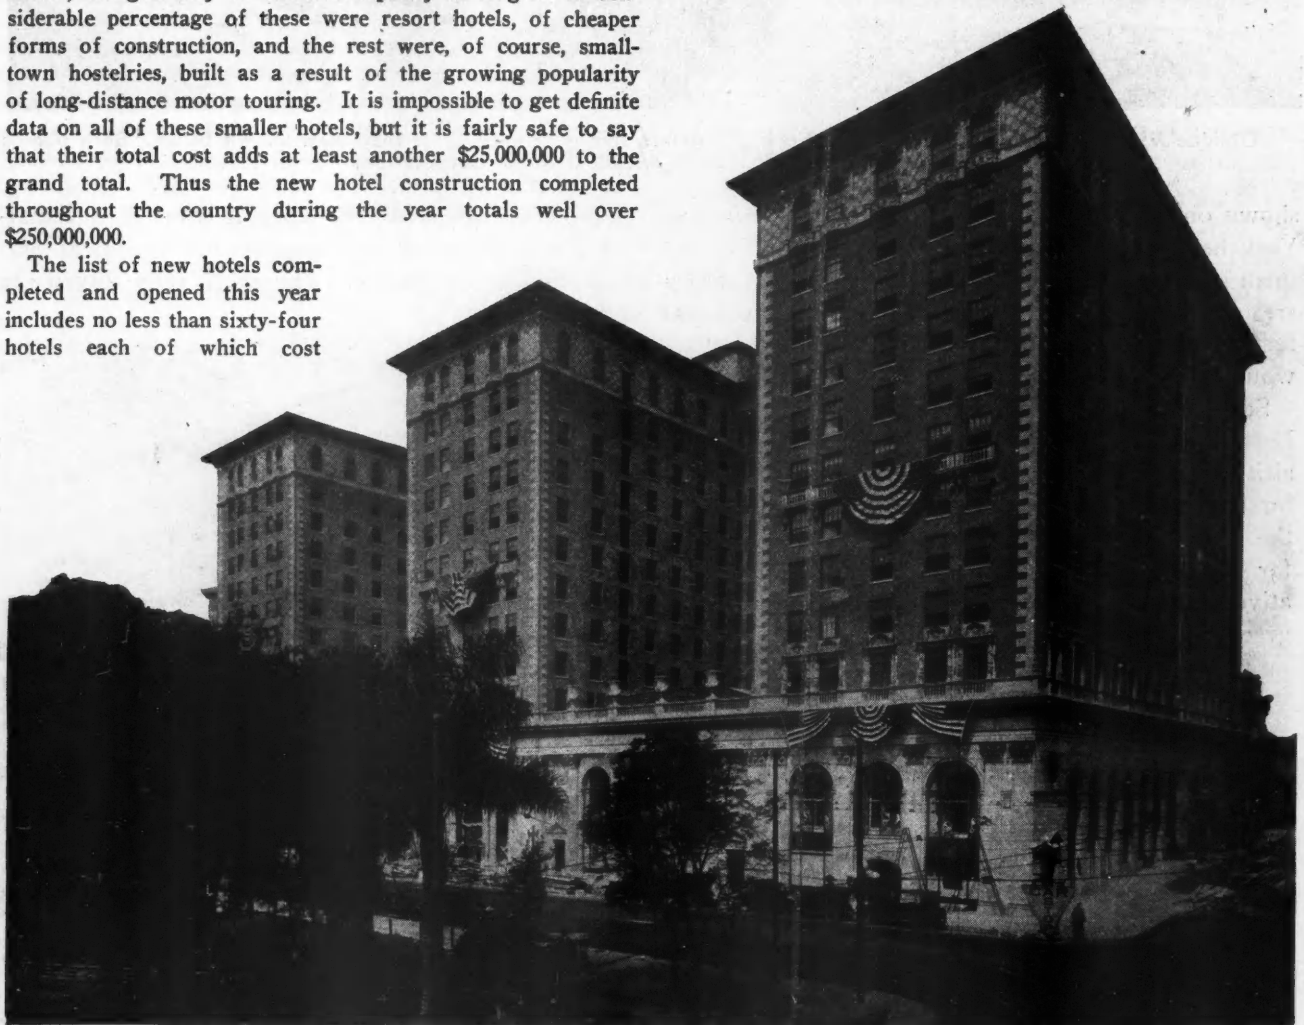 siderable percentage of these were resort hotels, of cheaper
forms of construction, and the rest were, of course, small-
town hostelries, built as a result of the growing popularity
of long-distance motor touring. It is impossible to get definite
data on all of these smaller hotels, but it is fairly safe to say
that their total cost adds at least another $25,000,000 to the
grand total. Thus the new hotel construction completed
throughout the country during the year totals well over
$250,000,000.
The list of new hotels com-
pleted and opened this year
includes no less than sixty-four
hotels each of which cost